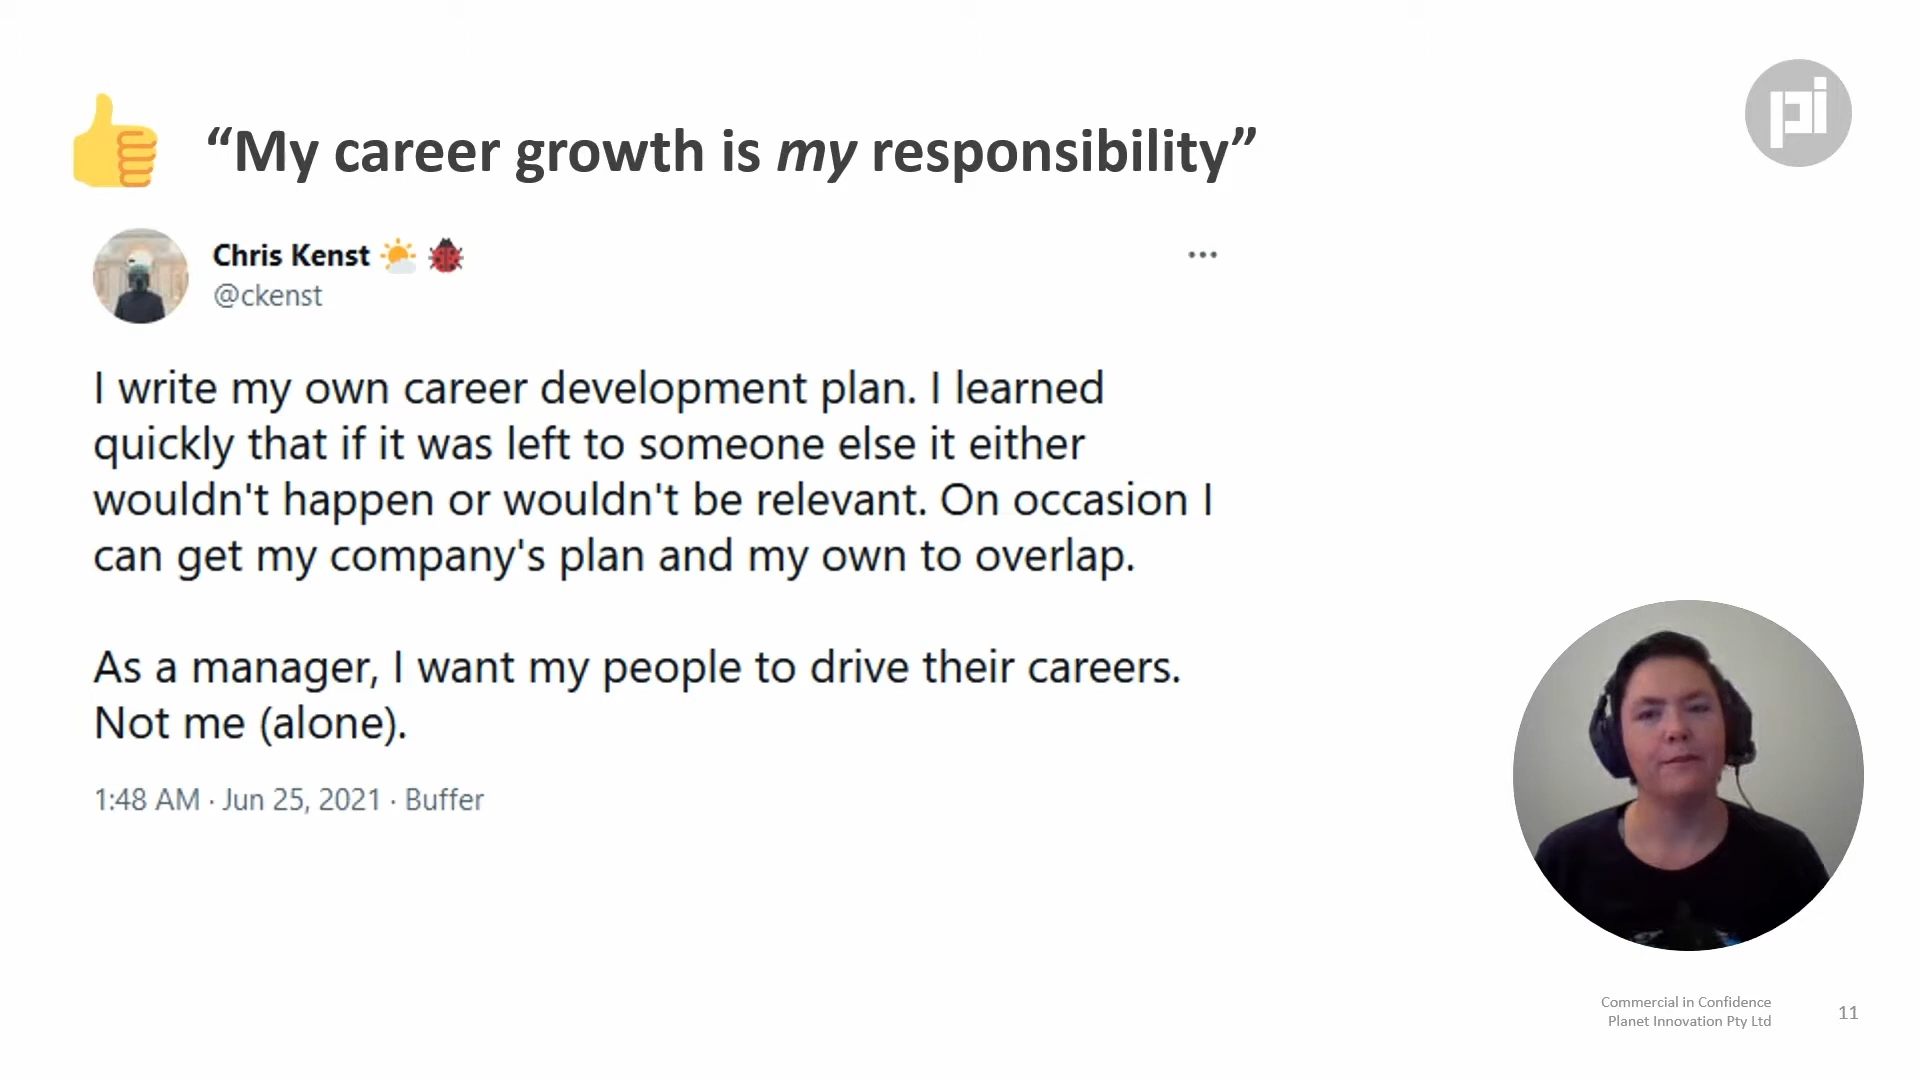 “My career growth is my responsibility”
pi
Chris Kenst
@ckenst
I write my own career development plan. I learned
quickly that if it was left to someone else it either
wouldn't happen or wouldn't be relevant. On occasion I
can get my company's plan and my own to overlap.
As a manager, I want my people to drive their careers.
Not me (alone).
1:48 AM · Jun 25, 2021 · Buffer
Commercial in Confidence
Planet Innovation Pty Ltd
11